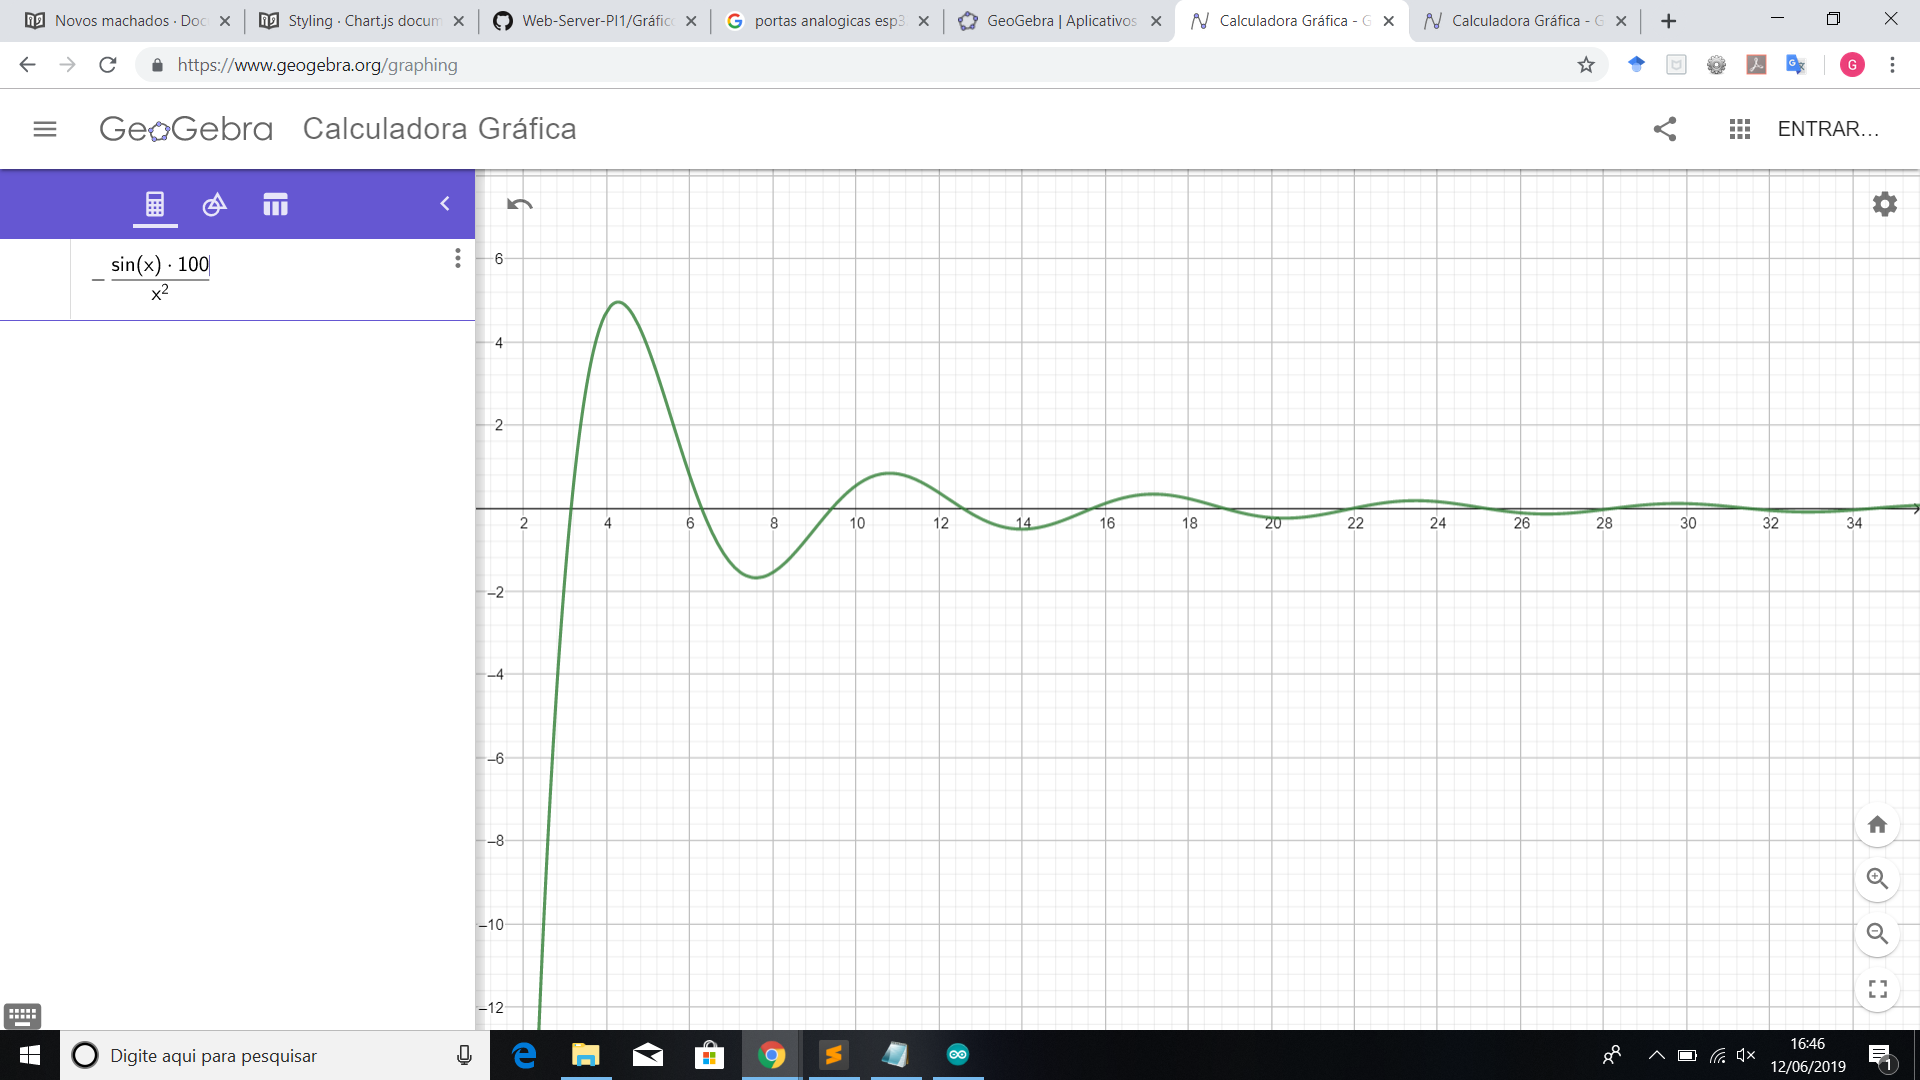 Novos machados · Doc
Styling · Chart.js docum
Web-Server-PI1/Gráfic
portas analogicas esp3
GeoGebra | Aplicativos
Calculadora Gráfica - G
Calculadora Gráfica - G
https://www.geogebra.org/graphing
G
GeoGebra
Calculadora Gráfica
ENTRAR...
sin(x) · 100
–
x²
6
4
2
–2
–4
–6
–8
–10
–12
2 4 6 8 10 12 14 16 18 20 22 24 26 28 30 32 34
Digite aqui para pesquisar
16:46
12/06/2019
1